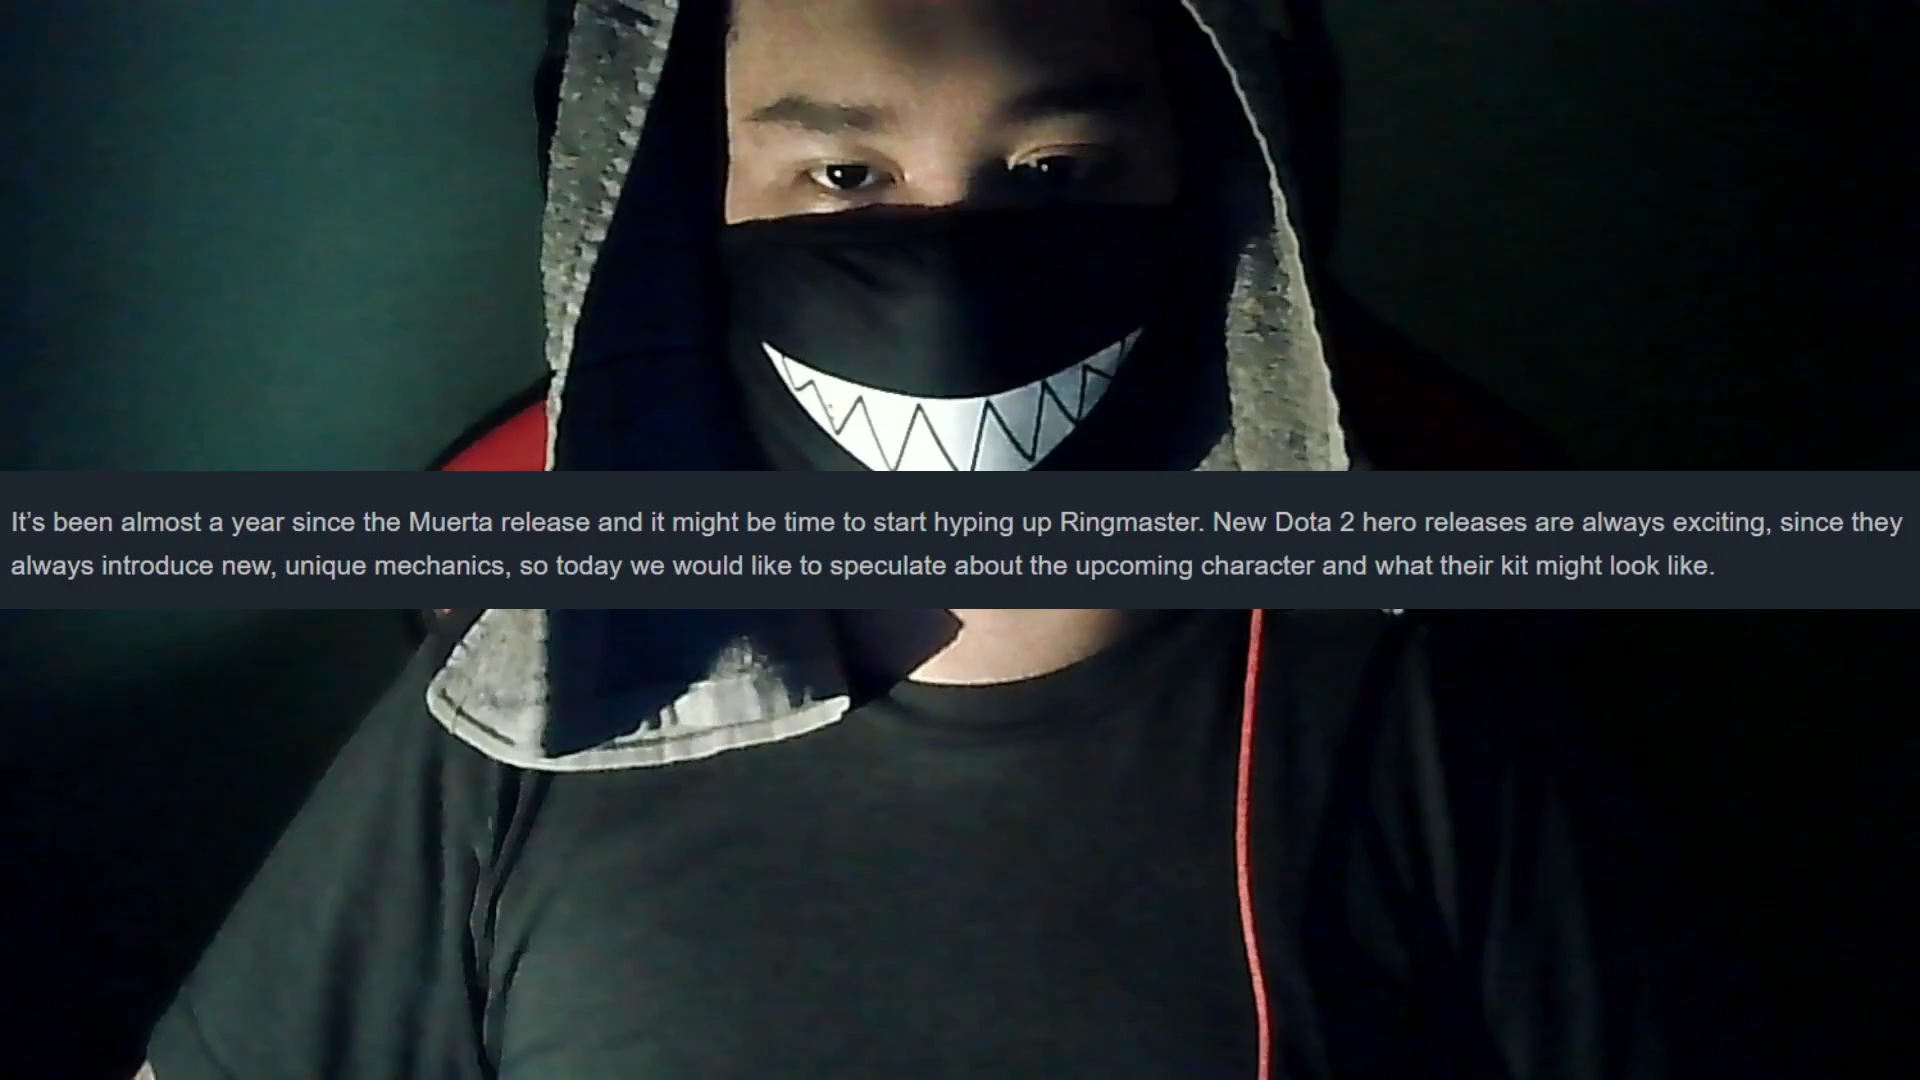 It’s been almost a year since the Muerta release and it might be time to start hyping up Ringmaster. New Dota 2 hero releases are always exciting, since they
always introduce new, unique mechanics, so today we would like to speculate about the upcoming character and what their kit might look like.